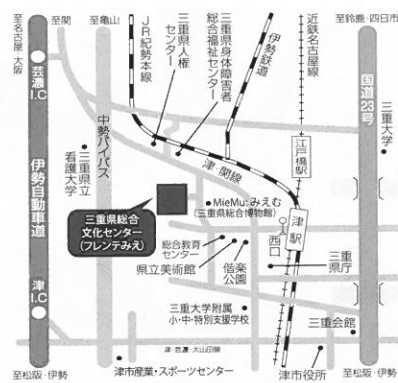 至名古屋・大阪
至関
至亀山
至鈴鹿・四日市
芸濃
I.C
伊勢自動車道
津
I.C
至松阪・伊勢
中勢バイパス
三重県立
看護大学
JR紀勢本線
三重県人権
センター
三重県身体障害者
総合福祉センター
伊勢鉄道
近鉄名古屋線
国道23号
三重大学
江戸橋駅
津・関線
三重県総合
文化センター
(フレンテみえ)
MieMu:みえむ
(三重県総合博物館)
津駅
西口
総合教育
センター
県立美術館
偕楽
公園
三重
県庁
三重大学附属
小・中・特別支援学校
三重会館
津・芸濃・大山田線
津市産業・スポーツセンター
津市役所
至松阪・伊勢